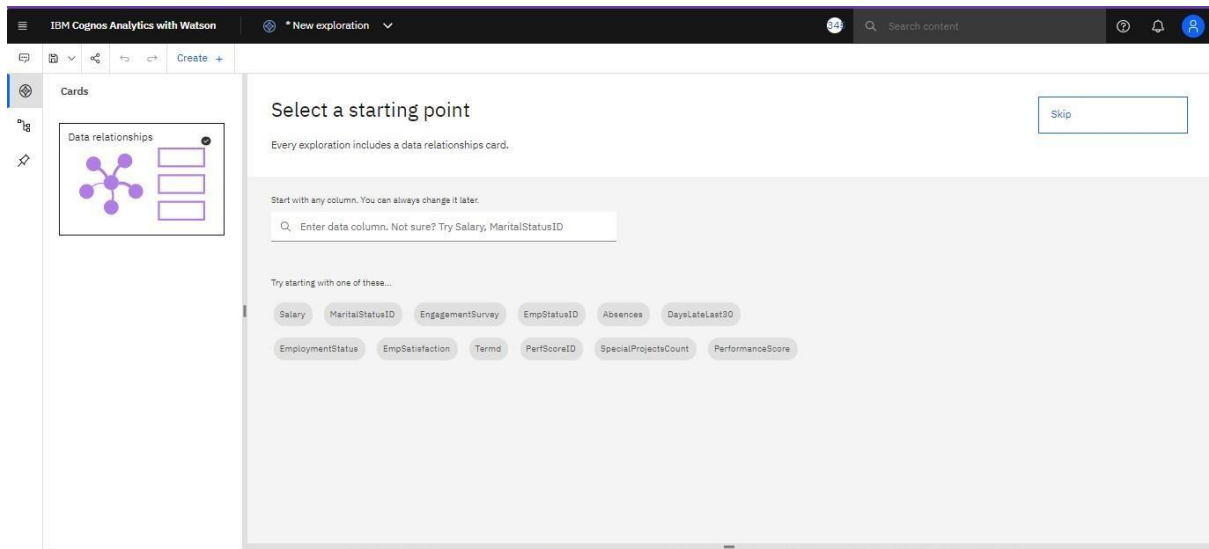 IBM Cognos Analytics with Watson
* New exploration
Search content
Create +
Cards
Data relationships
Select a starting point
Skip
Every exploration includes a data relationships card.
Start with any column. You can always change it later.
Enter data column. Not sure? Try Salary, MaritalStatusID
Try starting with one of these...
Salary MaritalStatusID EngagementSurvey EmpStatusID Absences DaysLateLast30
EmploymentStatus EmpSatisfaction Termd PerfScoreID SpecialProjectsCount PerformanceScore